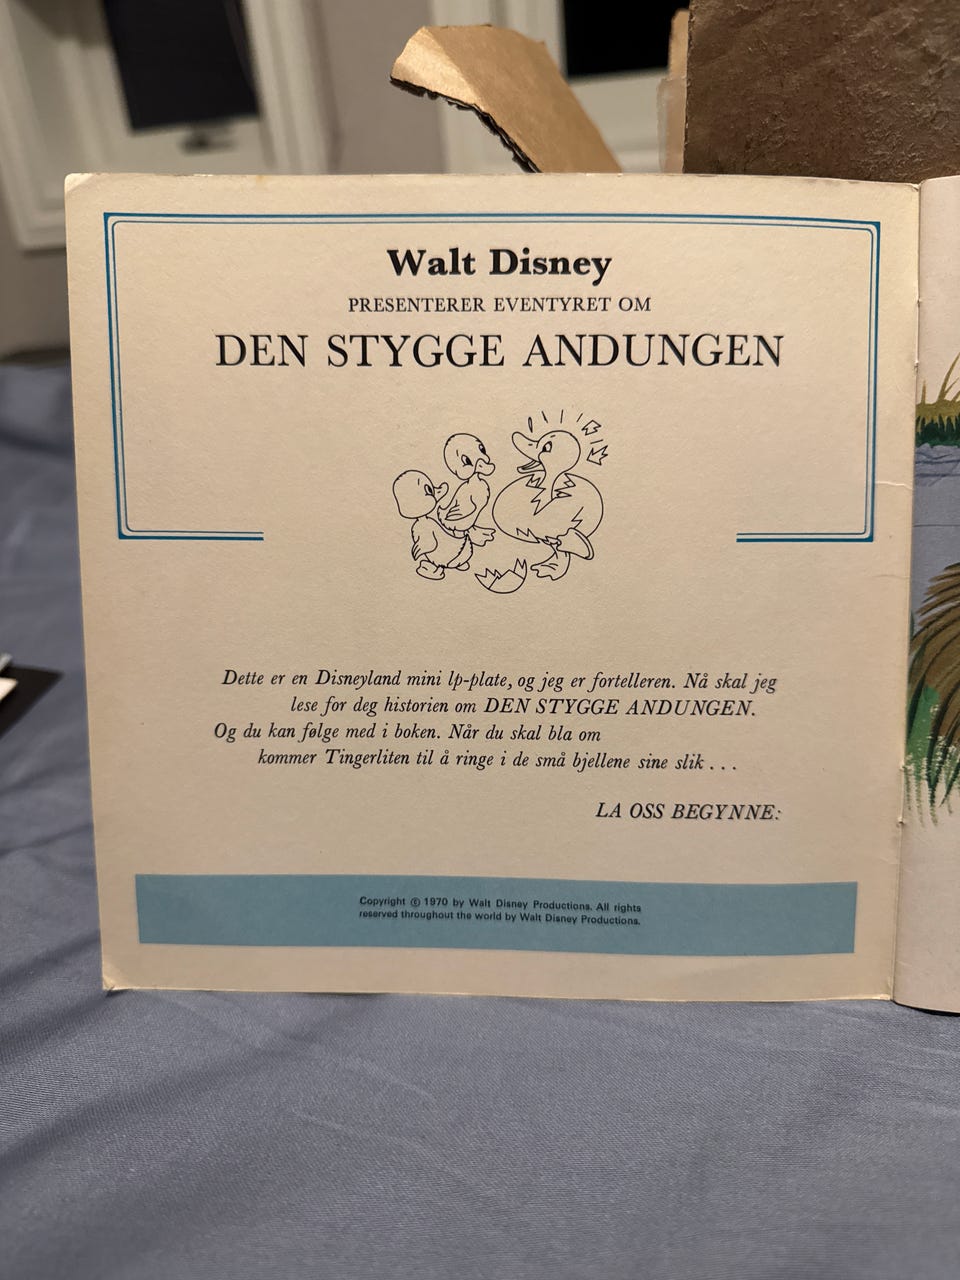 Walt Disney
PRESENTERER EVENTYRET OM
DEN STYGGE ANDUNGEN
Dette er en Disneyland mini lp-plate, og jeg er fortelleren. Nå skal jeg
lese for deg historien om DEN STYGGE ANDUNGEN.
Og du kan følge med i boken. Når du skal bla om
kommer Tingerliten til å ringe i de små bjellene sine slik . . .
LA OSS BEGYNNE:
Copyright © 1970 by Walt Disney Productions. All rights
reserved throughout the world by Walt Disney Productions.